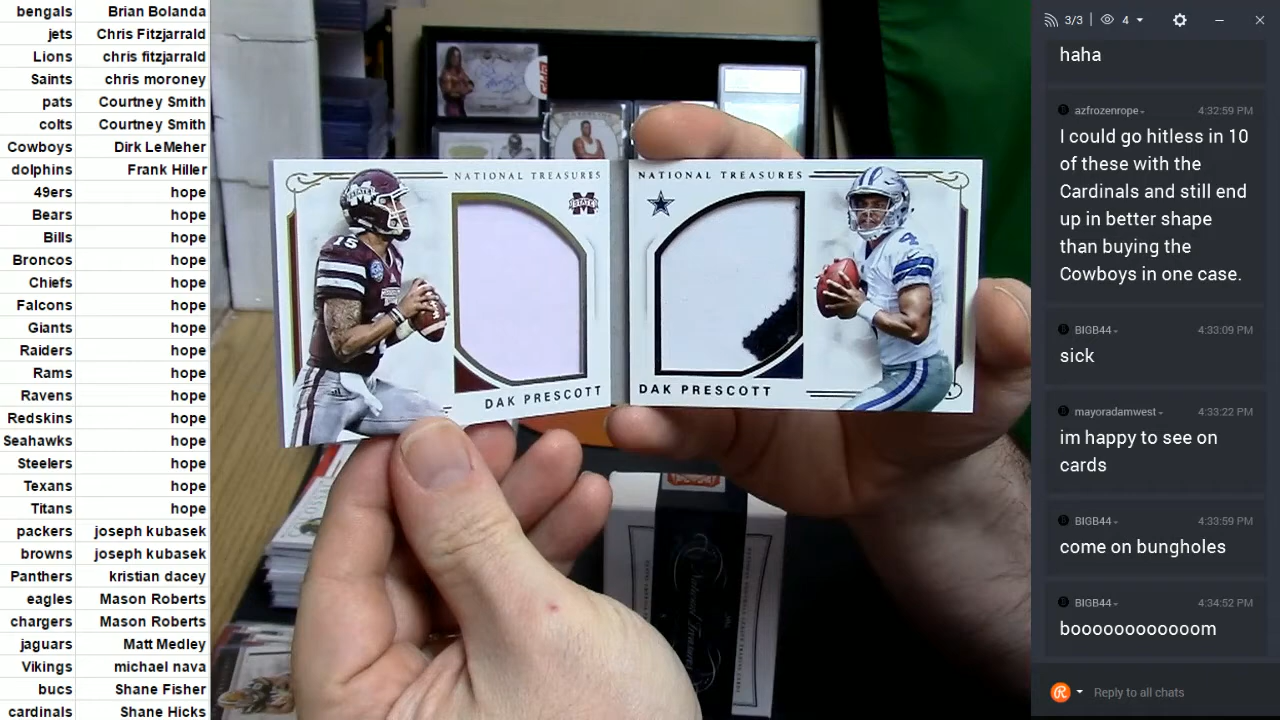 bengals Brian Bolanda
jets Chris Fitzjarrald
Lions chris fitzjarrald
Saints chris moroney
pats Courtney Smith
colts Courtney Smith
Cowboys Dirk LeMeher
dolphins Frank Hiller
49ers hope
Bears hope
Bills hope
Broncos hope
Chiefs hope
Falcons hope
Giants hope
Raiders hope
Rams hope
Ravens hope
Redskins hope
Seahawks hope
Steelers hope
Texans hope
Titans hope
packers joseph kubasek
browns joseph kubasek
Panthers kristian dacey
eagles Mason Roberts
chargers Mason Roberts
jaguars Matt Medley
Vikings michael nava
bucs Shane Fisher
cardinals Shane Hicks
NATIONAL TREASURES
STATE
15
DAK PRESCOTT
NATIONAL TREASURES
4
DAK PRESCOTT
National Treasures
3/3 4
haha
azfrozenrope 4:32:59 PM
I could go hitless in 10
of these with the
Cardinals and still end
up in better shape
than buying the
Cowboys in one case.
BIGB44 4:33:09 PM
sick
mayoradamwest 4:33:22 PM
im happy to see on
cards
BIGB44 4:33:59 PM
come on bungholes
BIGB44 4:34:52 PM
boooooooooooom
Reply to all chats